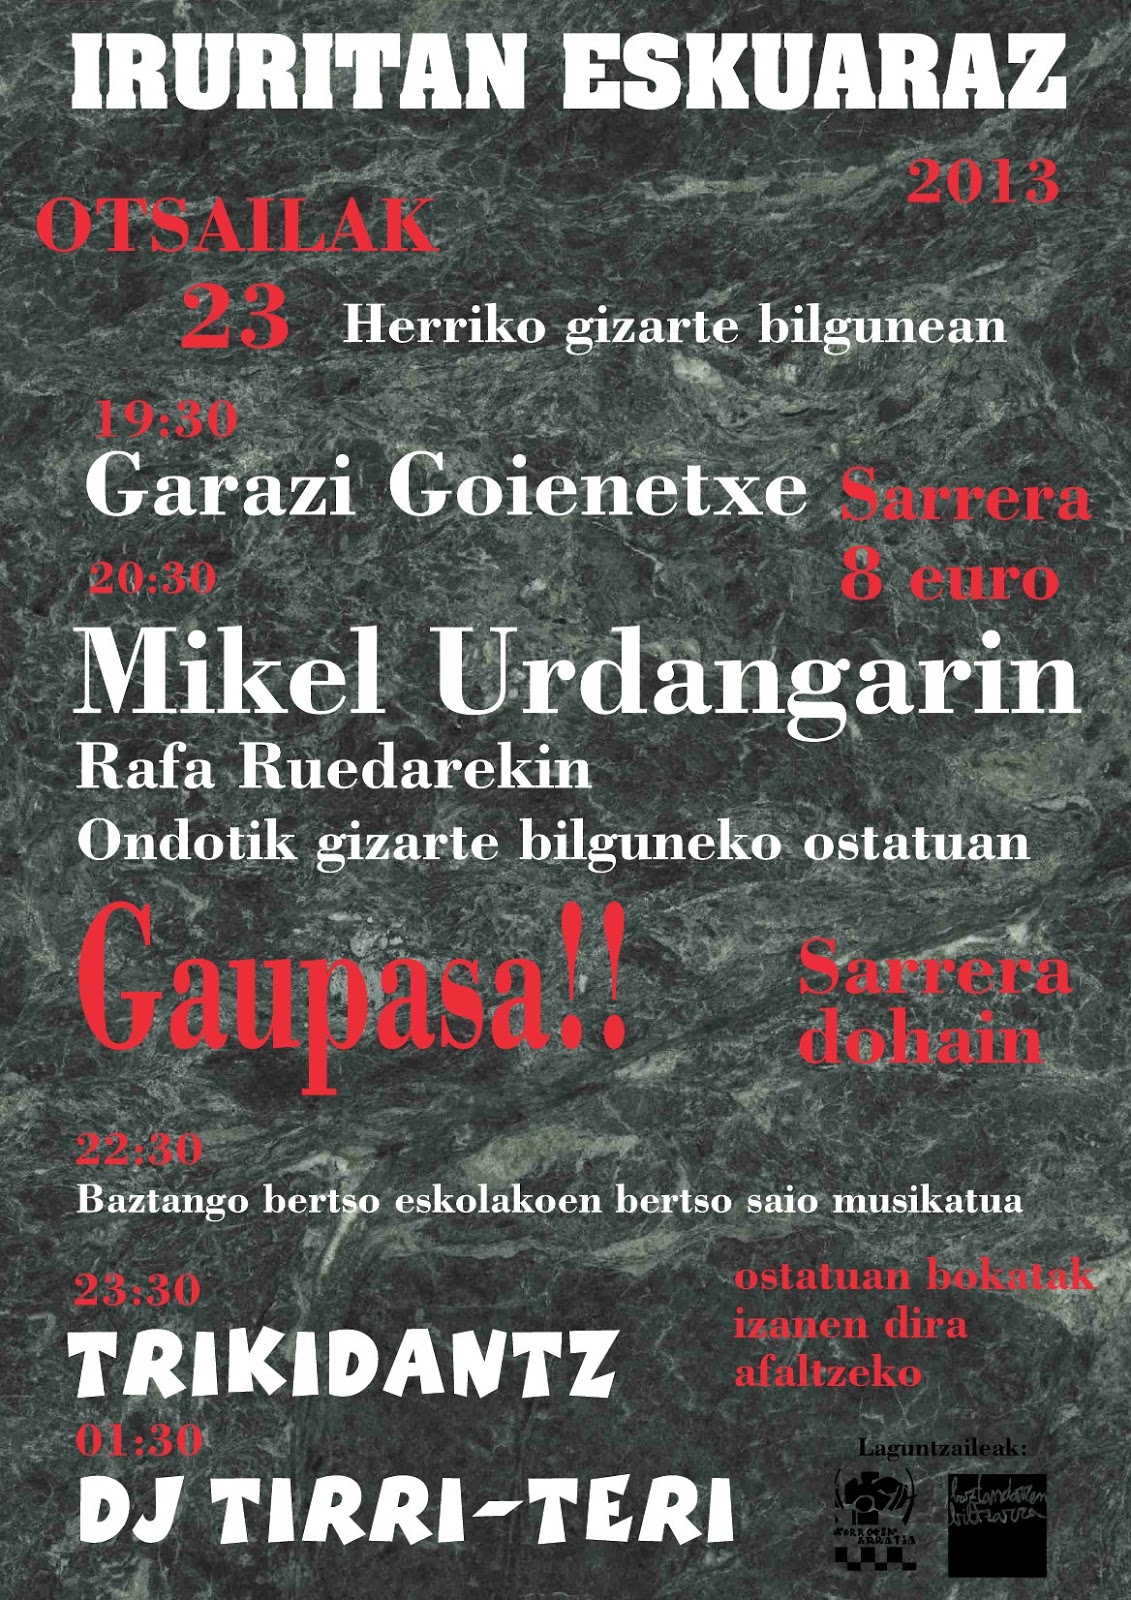 IRURITAN ESKUARAZ
2013
OTSAILAK
23 Herriko gizarte bilgunean
19:30
Garazi Goienetxe
Sarrera
8 euro
20:30
Mikel Urdangarin
Rafa Ruedarekin
Ondotik gizarte bilguneko ostatuan
Gaupasa!!
Sarrera
dohain
22:30
Baztango bertso eskolakoen bertso saio musikatua
23:30
TRIKIDANTZ
ostatuan bokatak
izanen dira
afaltzeko
01:30
DJ TIRRI-TERI
Laguntzaileak:
baztandarren
biltzarra